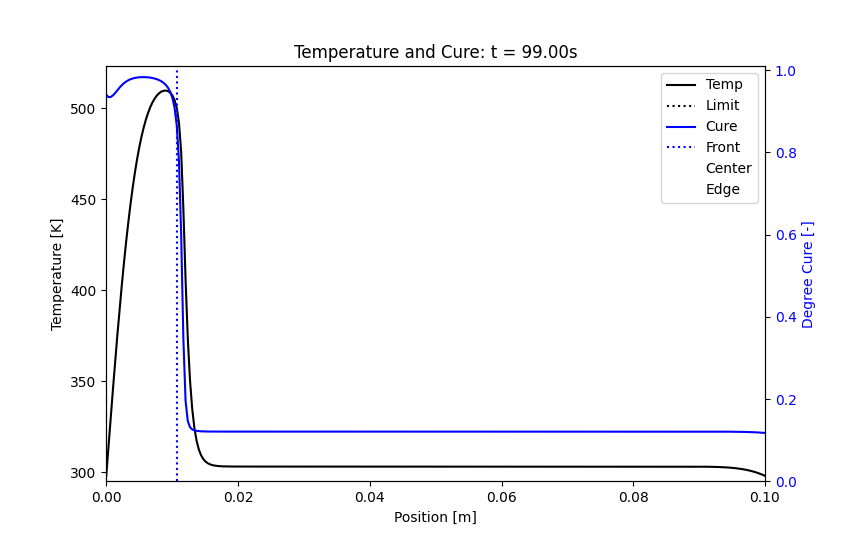 Temperature and Cure: t = 99.00s
Temperature [K]
500
450
400
350
300
Temp
Limit
Cure
Front
Center
Edge
1.0
0.8
0.6
0.4
0.2
0.0
Degree Cure [-]
0.00
0.02
0.04
0.06
0.08
0.10
Position [m]